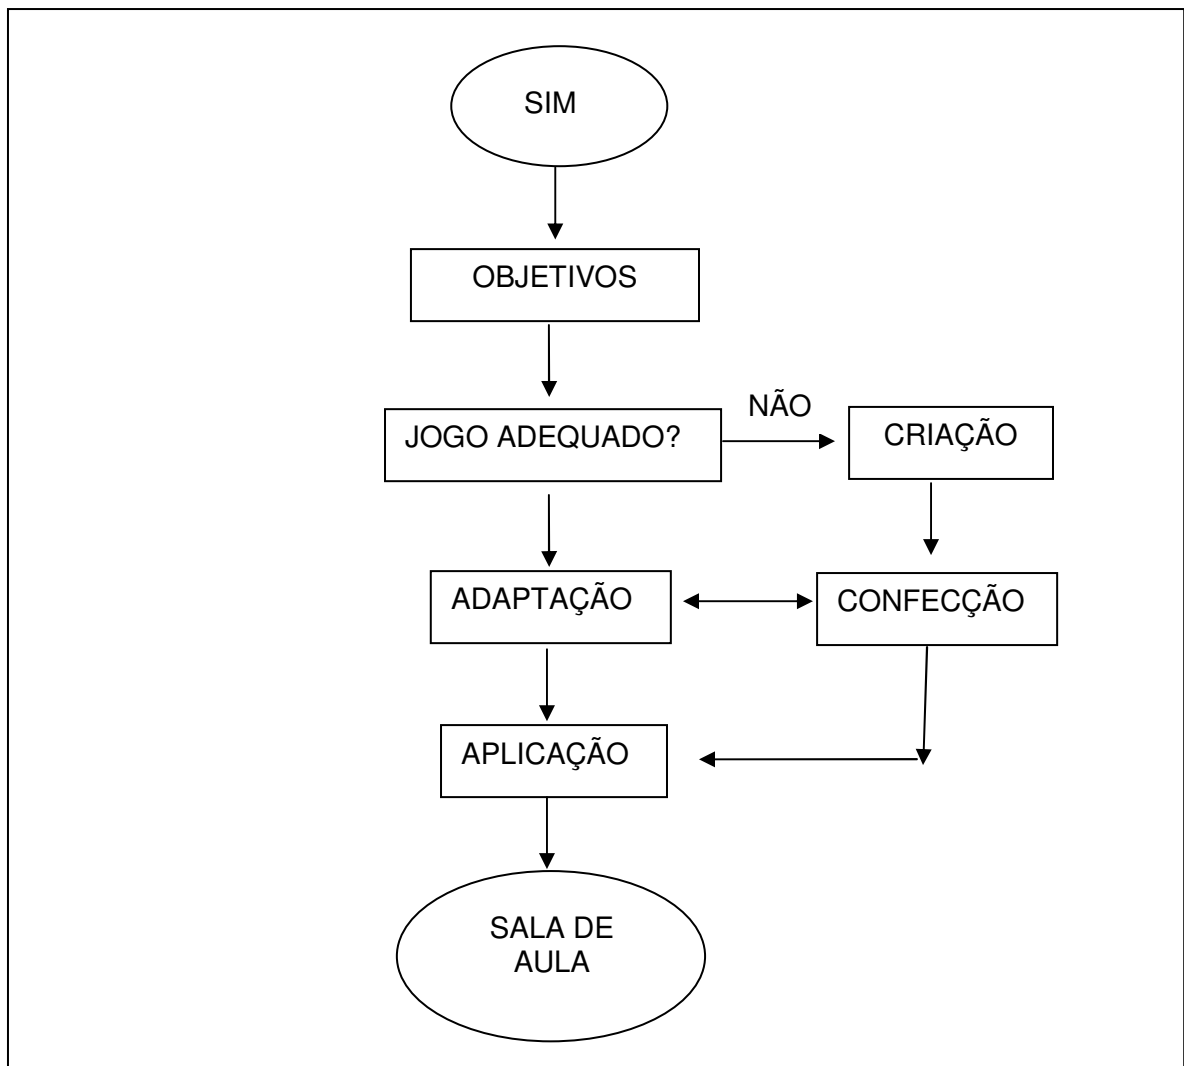 SIM
OBJETIVOS
NÃO
JOGO ADEQUADO?
CRIAÇÃO
ADAPTAÇÃO
CONFECÇÃO
APLICAÇÃO
SALA DE
AULA